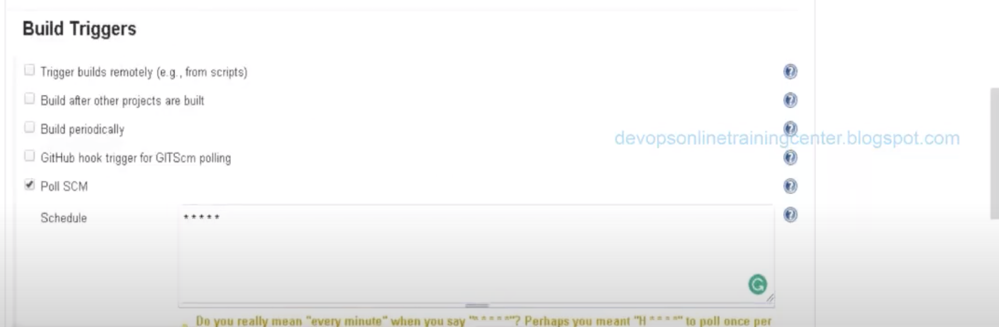 Build Triggers
Trigger builds remotely (e.g., from scripts)
Build after other projects are built
Build periodically
devopsonlinetrainingcenter.blogspot.com
GitHub hook trigger for GITScm polling
Poll SCM
Schedule * * * * *
Do you really mean "every minute" when you say "* * * * *"? Perhaps you meant "H * * * *" to poll once per